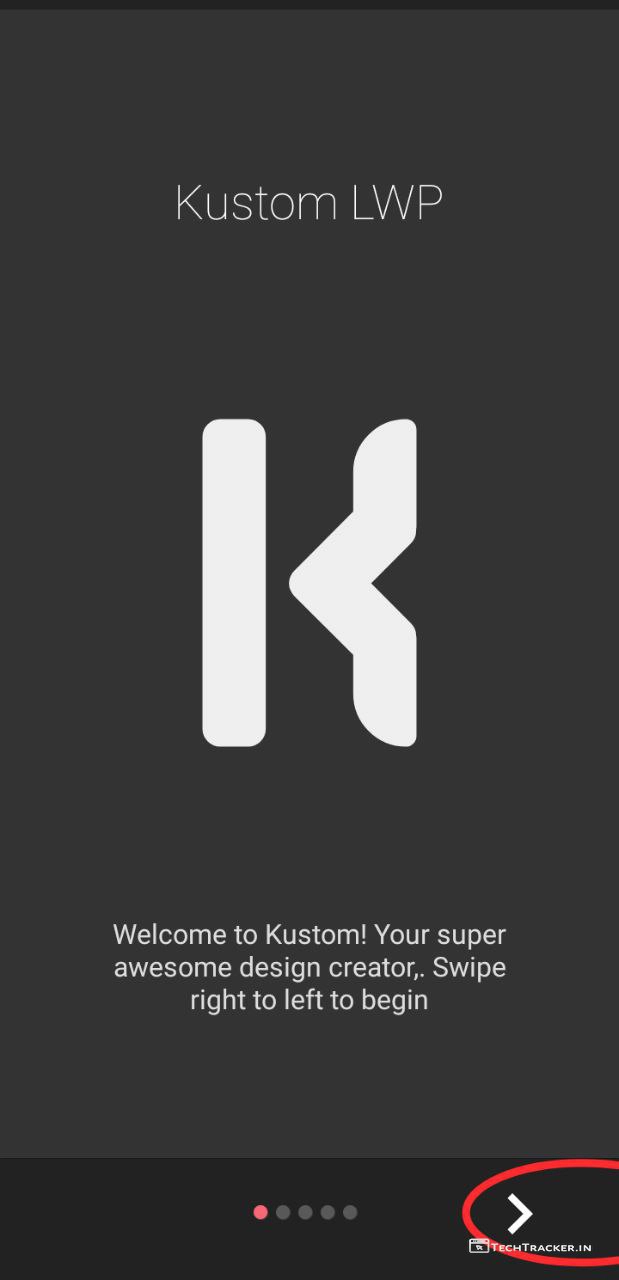 Kustom LWP
Welcome to Kustom! Your super
awesome design creator,. Swipe
right to left to begin
TECHTRACKER.IN